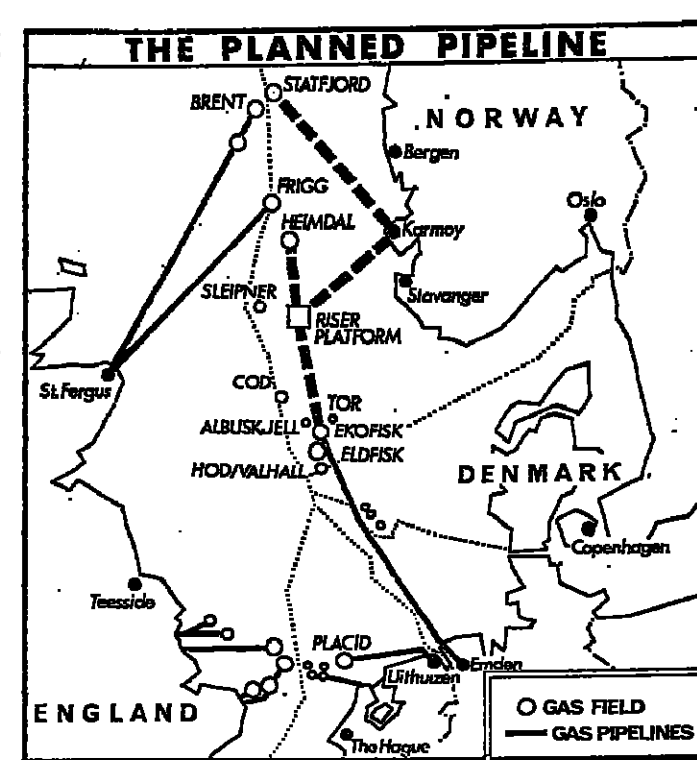 THE PLANNED PIPELINE
STATFJORD
BRENT
NORWAY
Bergen
FRIGG
Oslo
HEIMDAL
Karmoy
SLEIPNER
Slavanger
RISER
PLATFORM
St. Fergus
COD
TOR
ALBUSKJELL
EKOFISK
ELDFISK
HOD/VALHALL
DENMARK
Copenhagen
Teesside
PLACID
Emden
Uithuizen
ENGLAND
GAS FIELD
GAS PIPELINES
The Hague